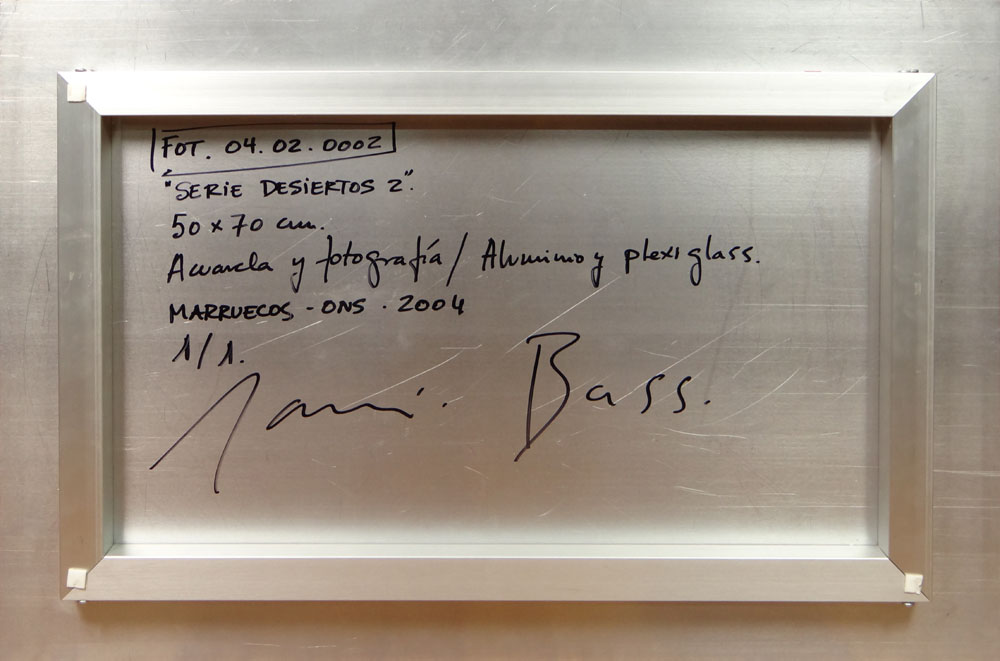 FOT. 04.02.0002
"SERIE DESIERTOS 2".
50 x 70 cm.
Acuarela y fotografía / Aluminio y plexiglass.
MARRUECOS - ONS · 2004
1/1.
Bass.